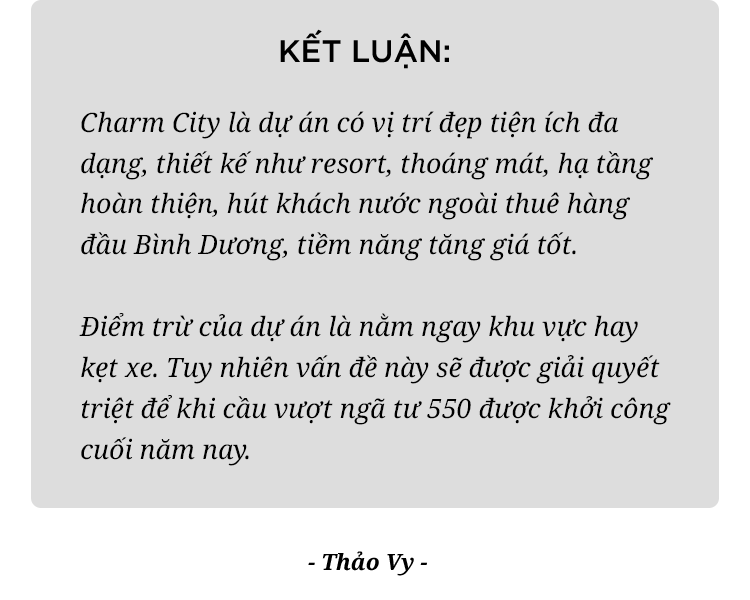 KẾT LUẬN:
Charm City là dự án có vị trí đẹp tiện ích đa
dạng, thiết kế như resort, thoáng mát, hạ tầng
hoàn thiện, hút khách nước ngoài thuê hàng
đầu Bình Dương, tiềm năng tăng giá tốt.
Điểm trừ của dự án là nằm ngay khu vực hay
kẹt xe. Tuy nhiên vấn đề này sẽ được giải quyết
triệt để khi cầu vượt ngã tư 550 được khởi công
cuối năm nay.
- Thảo Vy -